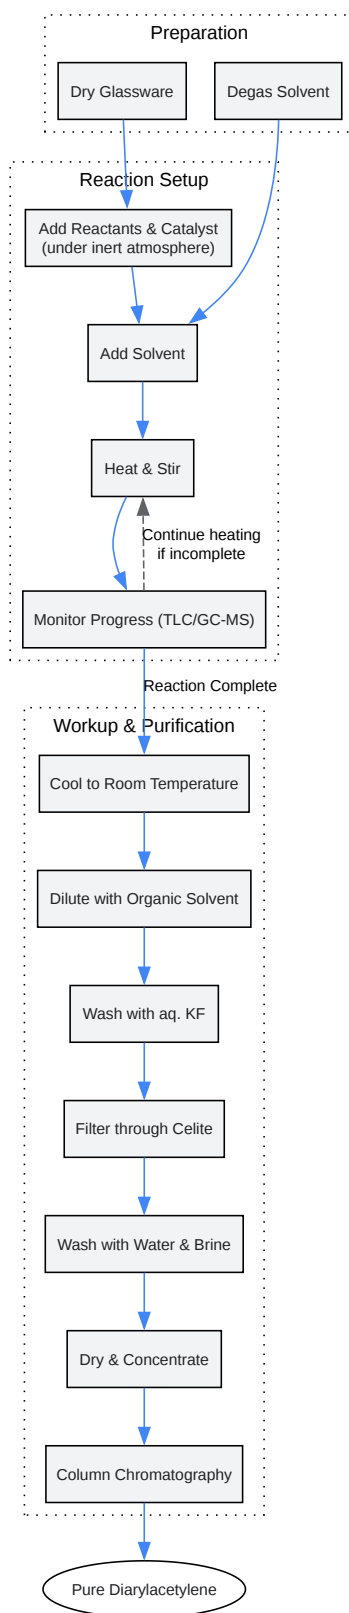 Preparation
Dry Glassware
Degas Solvent
Reaction Setup
Add Reactants & Catalyst
(under inert atmosphere)
Add Solvent
Heat & Stir
Continue heating
if incomplete
Monitor Progress (TLC/GC-MS)
Reaction Complete
Workup & Purification
Cool to Room Temperature
Dilute with Organic Solvent
Wash with aq. KF
Filter through Celite
Wash with Water & Brine
Dry & Concentrate
Column Chromatography
Pure Diarylacetylene